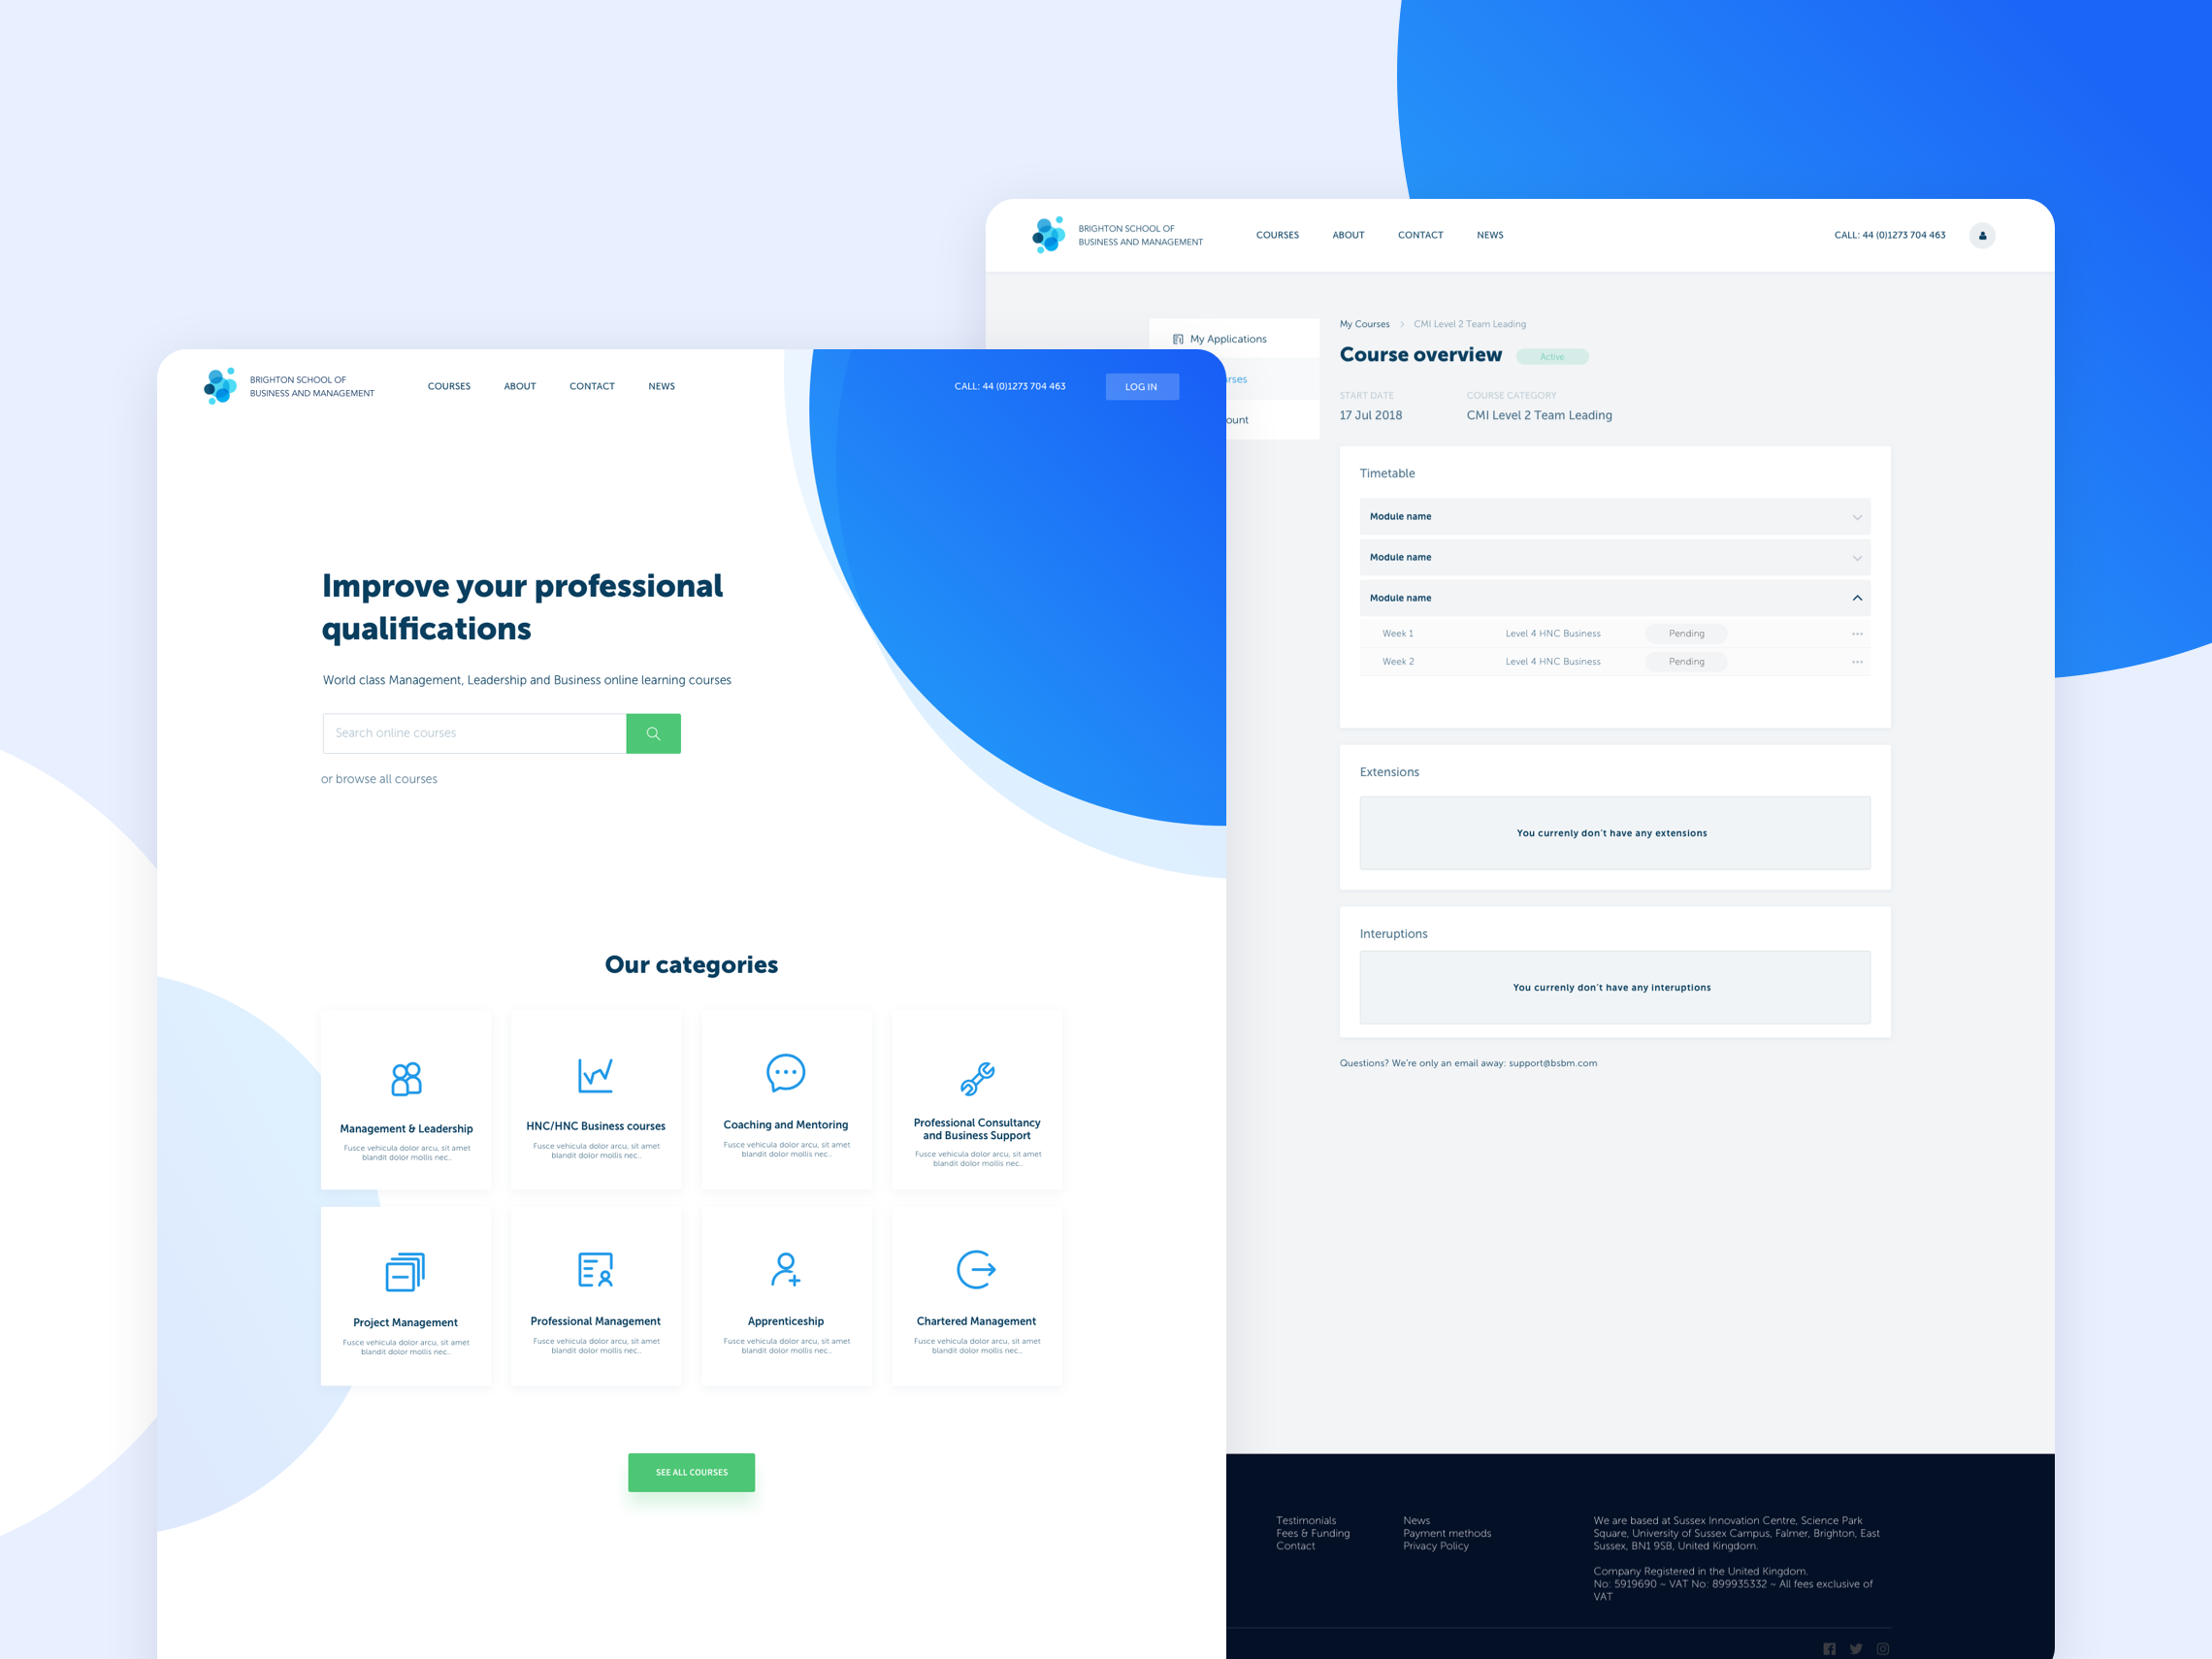 BRIGHTON SCHOOL OF
BUSINESS AND MANAGEMENT
COURSES
ABOUT
CONTACT
NEWS
CALL: 44 (0)1273 704 463
LOG IN
Improve your professional
qualifications
World class Management, Leadership and Business online learning courses
Search online courses
or browse all courses
Our categories
Management & Leadership
Fusce vehicula dolor arcu, sit amet
blandit dolor mollis nec..
HNC/HNC Business courses
Fusce vehicula dolor arcu, sit amet
blandit dolor mollis nec..
Coaching and Mentoring
Fusce vehicula dolor arcu, sit amet
blandit dolor mollis nec..
Professional Consultancy
and Business Support
Fusce vehicula dolor arcu, sit amet
blandit dolor mollis nec..
Project Management
Fusce vehicula dolor arcu, sit amet
blandit dolor mollis nec..
Professional Management
Fusce vehicula dolor arcu, sit amet
blandit dolor mollis nec..
Apprenticeship
Fusce vehicula dolor arcu, sit amet
blandit dolor mollis nec..
Chartered Management
Fusce vehicula dolor arcu, sit amet
blandit dolor mollis nec..
SEE ALL COURSES
BRIGHTON SCHOOL OF
BUSINESS AND MANAGEMENT
COURSES
ABOUT
CONTACT
NEWS
CALL: 44 (0)1273 704 463
My Applications
rses
ount
My Courses > CMI Level 2 Team Leading
Course overview
Active
START DATE
17 Jul 2018
COURSE CATEGORY
CMI Level 2 Team Leading
Timetable
Module name
Module name
Module name
Week 1 Level 4 HNC Business Pending
Week 2 Level 4 HNC Business Pending
Extensions
You currenly don't have any extensions
Interuptions
You currenly don't have any interuptions
Questions? We're only an email away: support@bsbm.com
Testimonials
Fees & Funding
Contact
News
Payment methods
Privacy Policy
We are based at Sussex Innovation Centre, Science Park
Square, University of Sussex Campus, Falmer, Brighton, East
Sussex, BN1 9SB, United Kingdom.
Company Registered in the United Kingdom.
No: 5919690 ~ VAT No: 899935332 ~ All fees exclusive of
VAT